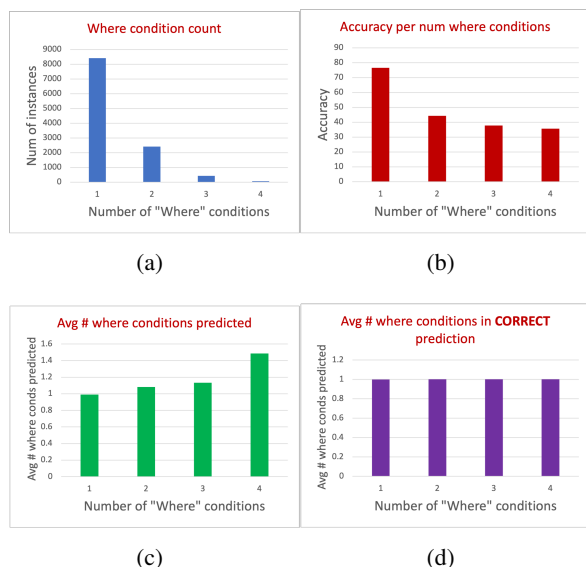 Where condition count
Num of instances
9000
8000
7000
6000
5000
4000
3000
2000
1000
0
1 2 3 4
Number of "Where" conditions
(a)
Accuracy per num where conditions
Accuracy
90
80
70
60
50
40
30
20
10
0
1 2 3 4
Number of "Where" conditions
(b)
Avg # where conditions predicted
Avg # where conds predicted
1.6
1.4
1.2
1
0.8
0.6
0.4
0.2
0
1 2 3 4
Number of "Where" conditions
(c)
Avg # where conditions in CORRECT
prediction
Avg # where conds predicted
1.2
1
0.8
0.6
0.4
0.2
0
1 2 3 4
Number of "Where" conditions
(d)